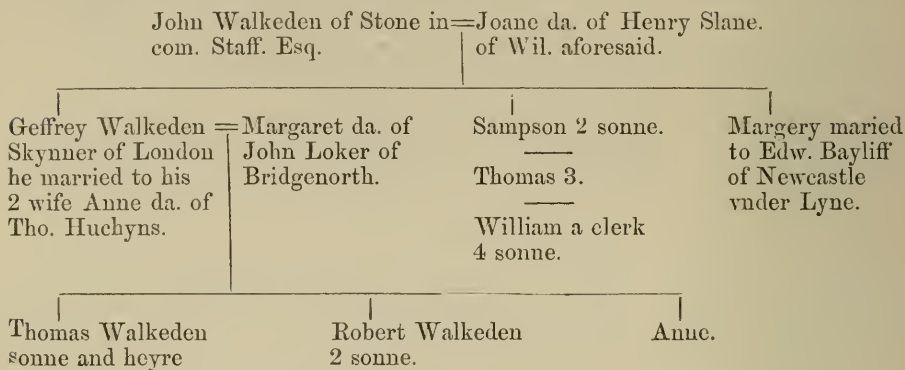 John Walkeden of Stone in=Joane da. of Henry Slane.
com. Staff. Esq. of Wil. aforesaid.
Geffrey Walkeden =Margaret da. of Sampson 2 sonne. Margery maried
Skynner of London John Loker of to Edw. Bayliff
he married to his Bridgenorth. Thomas 3. of Newcastle
2 wife Anne da. of vnder Lyne.
Tho. Huchyns. William a clerk
4 sonne.
Thomas Walkeden Robert Walkeden Anne.
sonne and heyre 2 sonne.